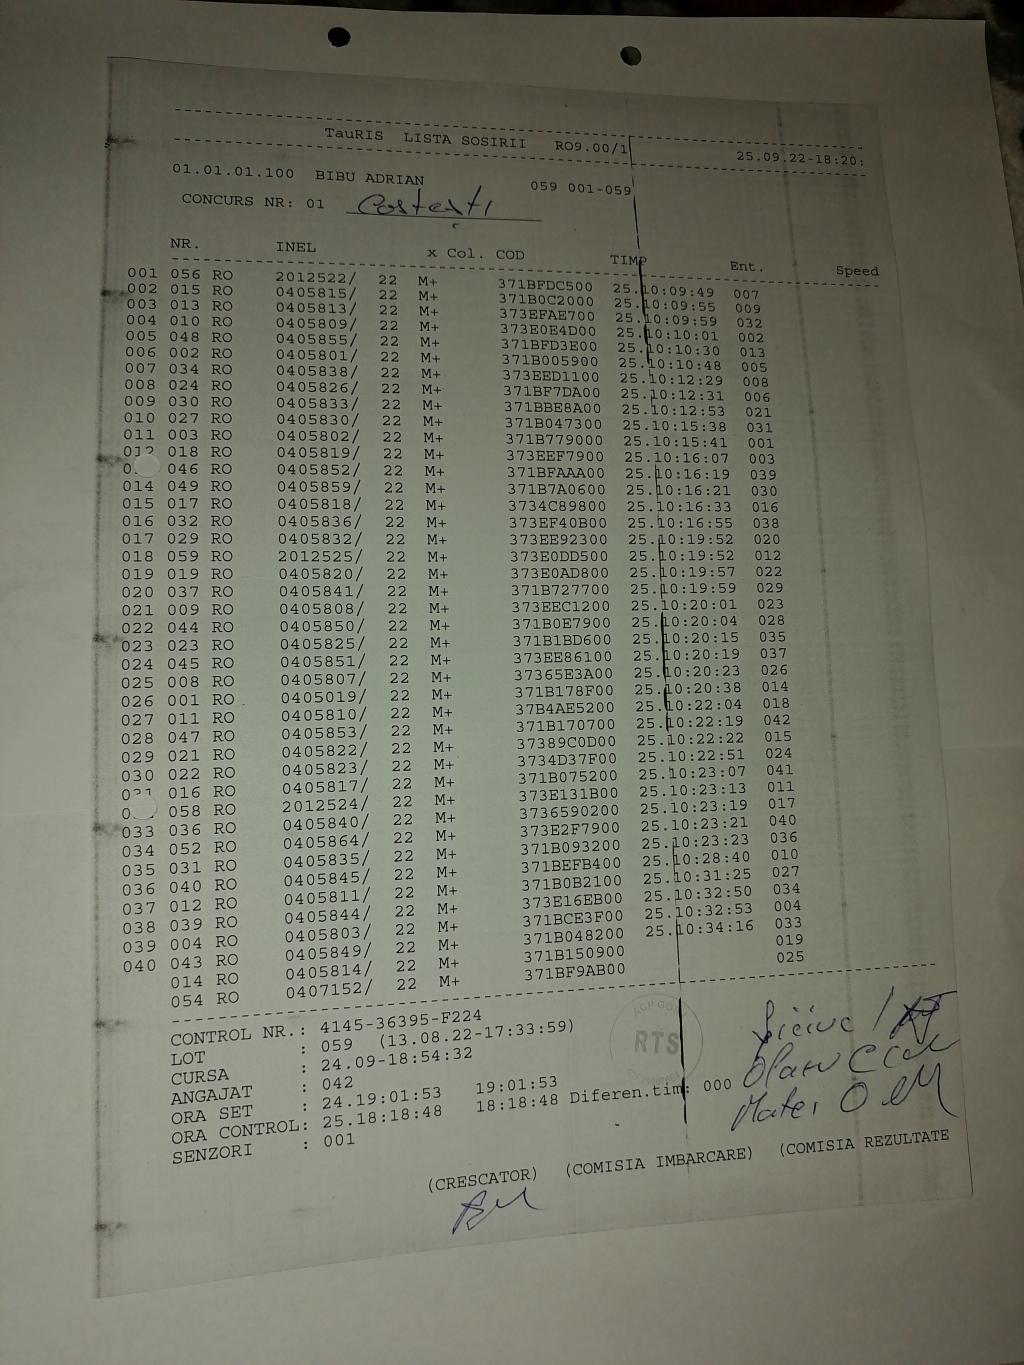 TauRIS LISTA SOSIRII RO9.00/1 25.09.22-18:20:
01.01.01.100 BIBU ADRIAN 059 001-059
CONCURS NR: 01 Costesti
NR. INEL x Col. COD TIMP Ent. Speed
001 056 RO 2012522/ 22 M+ 371BFDC500 25.10:09:49 007
002 015 RO 0405815/ 22 M+ 371B0C2000 25.10:09:55 009
003 013 RO 0405813/ 22 M+ 373EFAE700 25.10:09:59 032
004 010 RO 0405809/ 22 M+ 373E0E4D00 25.10:10:01 002
005 048 RO 0405855/ 22 M+ 371BFD3E00 25.10:10:30 013
006 002 RO 0405801/ 22 M+ 371B005900 25.10:10:48 005
007 034 RO 0405838/ 22 M+ 373EED1100 25.10:12:29 008
008 024 RO 0405826/ 22 M+ 371BF7DA00 25.10:12:31 006
009 030 RO 0405833/ 22 M+ 371BBE8A00 25.10:12:53 021
010 027 RO 0405830/ 22 M+ 371B047300 25.10:15:38 031
011 003 RO 0405802/ 22 M+ 371B779000 25.10:15:41 001
012 018 RO 0405819/ 22 M+ 373EEF7900 25.10:16:07 003
046 RO 0405852/ 22 M+ 371BFAAA00 25.10:16:19 039
014 049 RO 0405859/ 22 M+ 371B7A0600 25.10:16:21 030
015 017 RO 0405818/ 22 M+ 3734C89800 25.10:16:33 016
016 032 RO 0405836/ 22 M+ 373EF40B00 25.10:16:55 038
017 029 RO 0405832/ 22 M+ 373EE92300 25.10:19:52 020
018 059 RO 2012525/ 22 M+ 373E0DD500 25.10:19:52 012
019 019 RO 0405820/ 22 M+ 373E0AD800 25.10:19:57 022
020 037 RO 0405841/ 22 M+ 371B727700 25.10:19:59 029
021 009 RO 0405808/ 22 M+ 373EEC1200 25.10:20:01 023
022 044 RO 0405850/ 22 M+ 371B0E7900 25.10:20:04 028
023 023 RO 0405825/ 22 M+ 371B1BD600 25.10:20:15 035
024 045 RO 0405851/ 22 M+ 373EE86100 25.10:20:19 037
025 008 RO 0405807/ 22 M+ 37365E3A00 25.10:20:23 026
026 001 RO 0405019/ 22 M+ 371B178F00 25.10:20:38 014
027 011 RO 0405810/ 22 M+ 37B4AE5200 25.10:22:04 018
028 047 RO 0405853/ 22 M+ 371B170700 25.10:22:19 042
029 021 RO 0405822/ 22 M+ 37389C0D00 25.10:22:22 015
030 022 RO 0405823/ 22 M+ 3734D37F00 25.10:22:51 024
031 016 RO 0405817/ 22 M+ 371B075200 25.10:23:07 041
058 RO 2012524/ 22 M+ 373E131B00 25.10:23:13 011
033 036 RO 0405840/ 22 M+ 3736590200 25.10:23:19 017
034 052 RO 0405864/ 22 M+ 373E2F7900 25.10:23:21 040
035 031 RO 0405835/ 22 M+ 371B093200 25.10:23:23 036
036 040 RO 0405845/ 22 M+ 371BEFB400 25.10:28:40 010
037 012 RO 0405811/ 22 M+ 371B0B2100 25.10:31:25 027
038 039 RO 0405844/ 22 M+ 373E16EB00 25.10:32:50 034
039 004 RO 0405803/ 22 M+ 371BCE3F00 25.10:32:53 004
040 043 RO 0405849/ 22 M+ 371B048200 25.10:34:16 033
014 RO 0405814/ 22 M+ 371B150900 019
054 RO 0407152/ 22 M+ 371BF9AB00 025
CONTROL NR.: 4145-36395-F224
LOT : 059 (13.08.22-17:33:59)
CURSA : 24.09-18:54:32
ANGAJAT : 042
ORA SET : 24.19:01:53 19:01:53
ORA CONTROL: 25.18:18:48 18:18:48 Diferen.tim: 000
SENZORI : 001
RTS
(CRESCATOR) (COMISIA IMBARCARE) (COMISIA REZULTATE